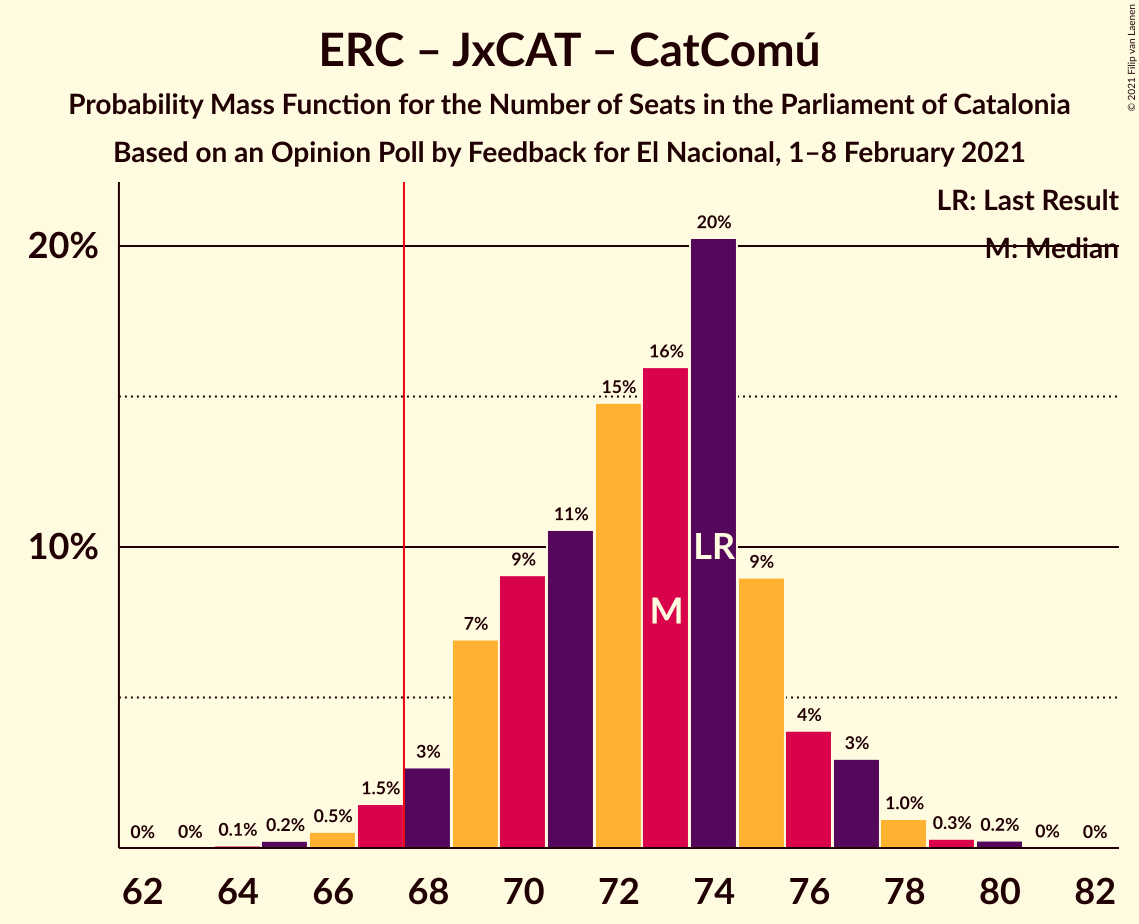 ERC – JxCAT – CatComú
Probability Mass Function for the Number of Seats in the Parliament of Catalonia
Based on an Opinion Poll by Feedback for El Nacional, 1–8 February 2021
© 2021 Filip van Laenen
LR: Last Result
M: Median
20%
10%
0%
0%
0.1%
0.2%
0.5%
1.5%
3%
7%
9%
11%
15%
16%
20%
9%
4%
3%
1.0%
0.3%
0.2%
0%
0%
M
LR
62 64 66 68 70 72 74 76 78 80 82